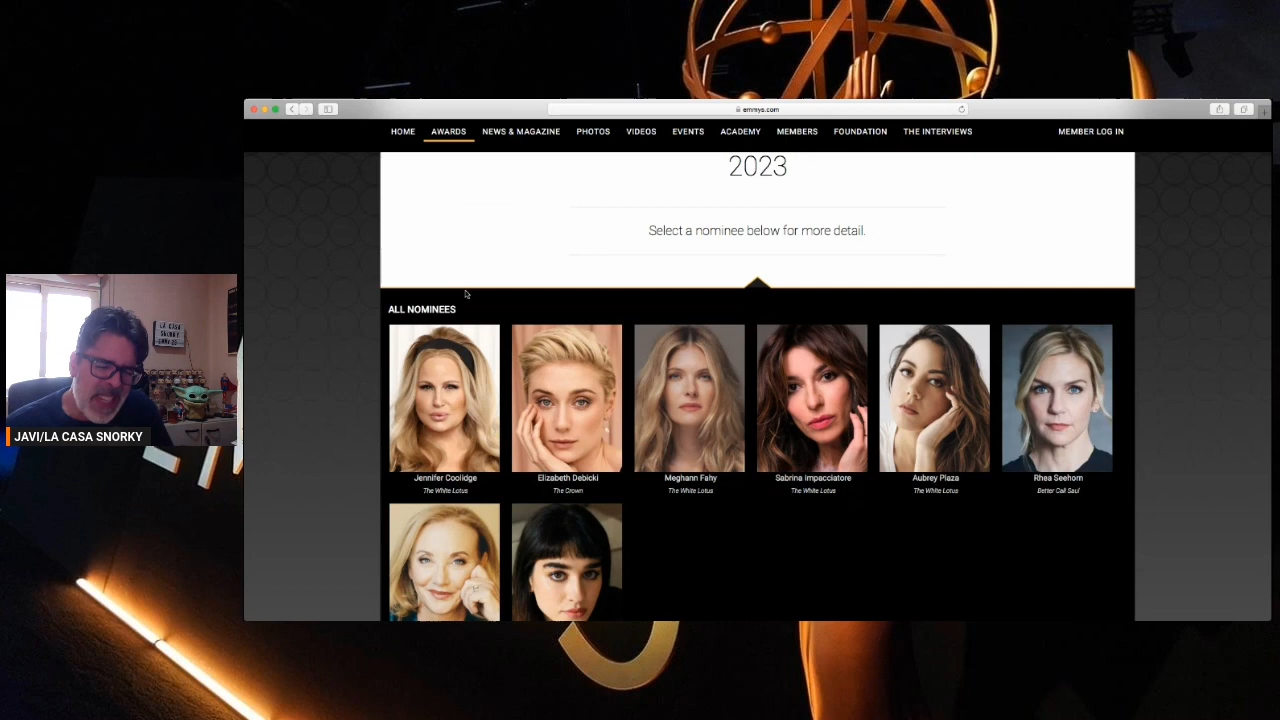 emmys.com
HOME AWARDS NEWS & MAGAZINE PHOTOS VIDEOS EVENTS ACADEMY MEMBERS FOUNDATION THE INTERVIEWS MEMBER LOG IN
2023
Select a nominee below for more detail.
ALL NOMINEES
Jennifer Coolidge Elizabeth Debicki Meghann Fahy Sabrina Impacciatore Aubrey Plaza Rhea Seehorn
The White Lotus The Crown The White Lotus The White Lotus The White Lotus Better Call Saul
LA CASA
SNORKY
JAVI/LA CASA SNORKY